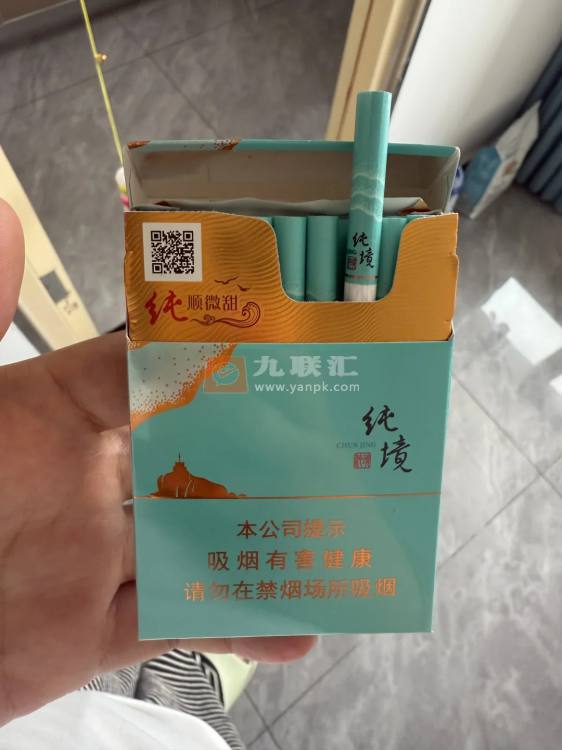 纯境
纯顺微甜
九联汇
www.yanpk.com
纯境
CHUN JING
本公司提示
吸烟有害健康
请勿在禁烟场所吸烟